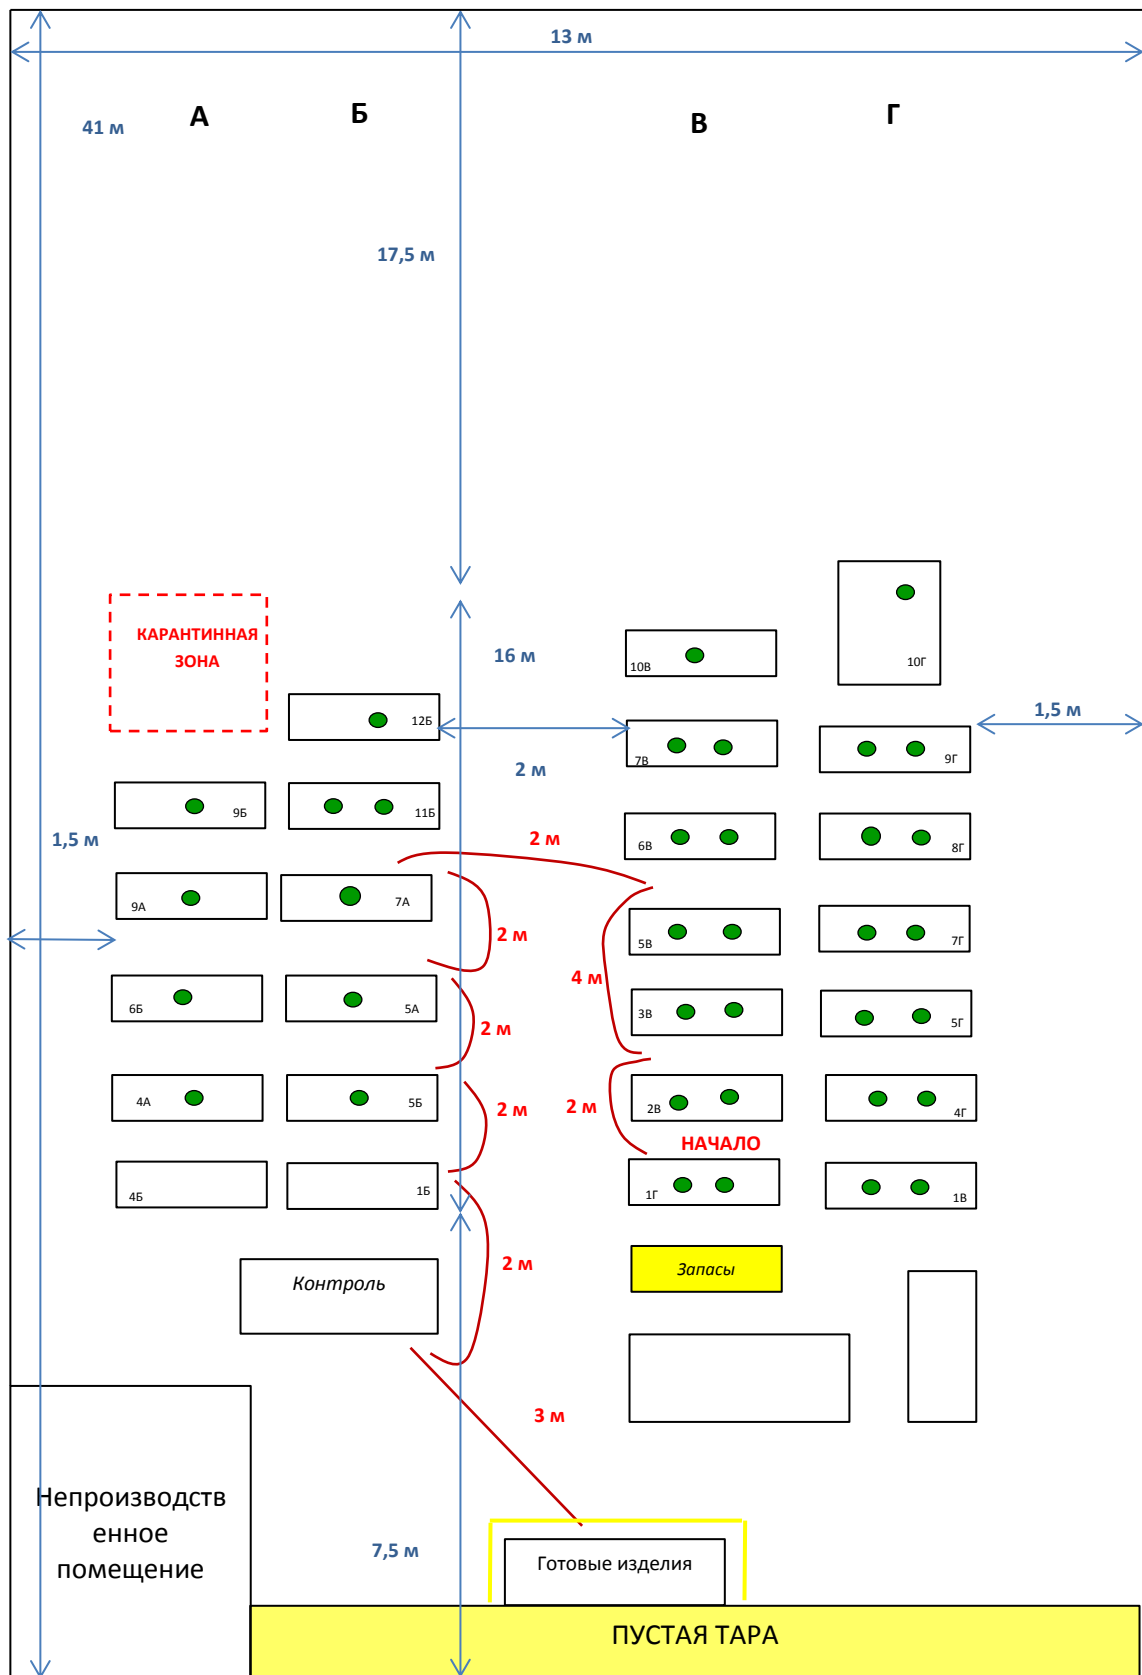 13 м
А
Б
В
Г
41 м
17,5 м
КАРАНТИННАЯ
ЗОНА
16 м
10В
10Г
12Б
1,5 м
7В
9Г
2 м
9Б
11Б
1,5 м
2 м
6В
8Г
9А
7А
2 м
5В
7Г
4 м
6Б
5А
2 м
3В
5Г
4А
5Б
2 м
2 м
2В
4Г
НАЧАЛО
4Б
1Б
1Г
1В
2 м
Контроль
Запасы
3 м
Непроизводств
енное
помещение
7,5 м
Готовые изделия
ПУСТАЯ ТАРА